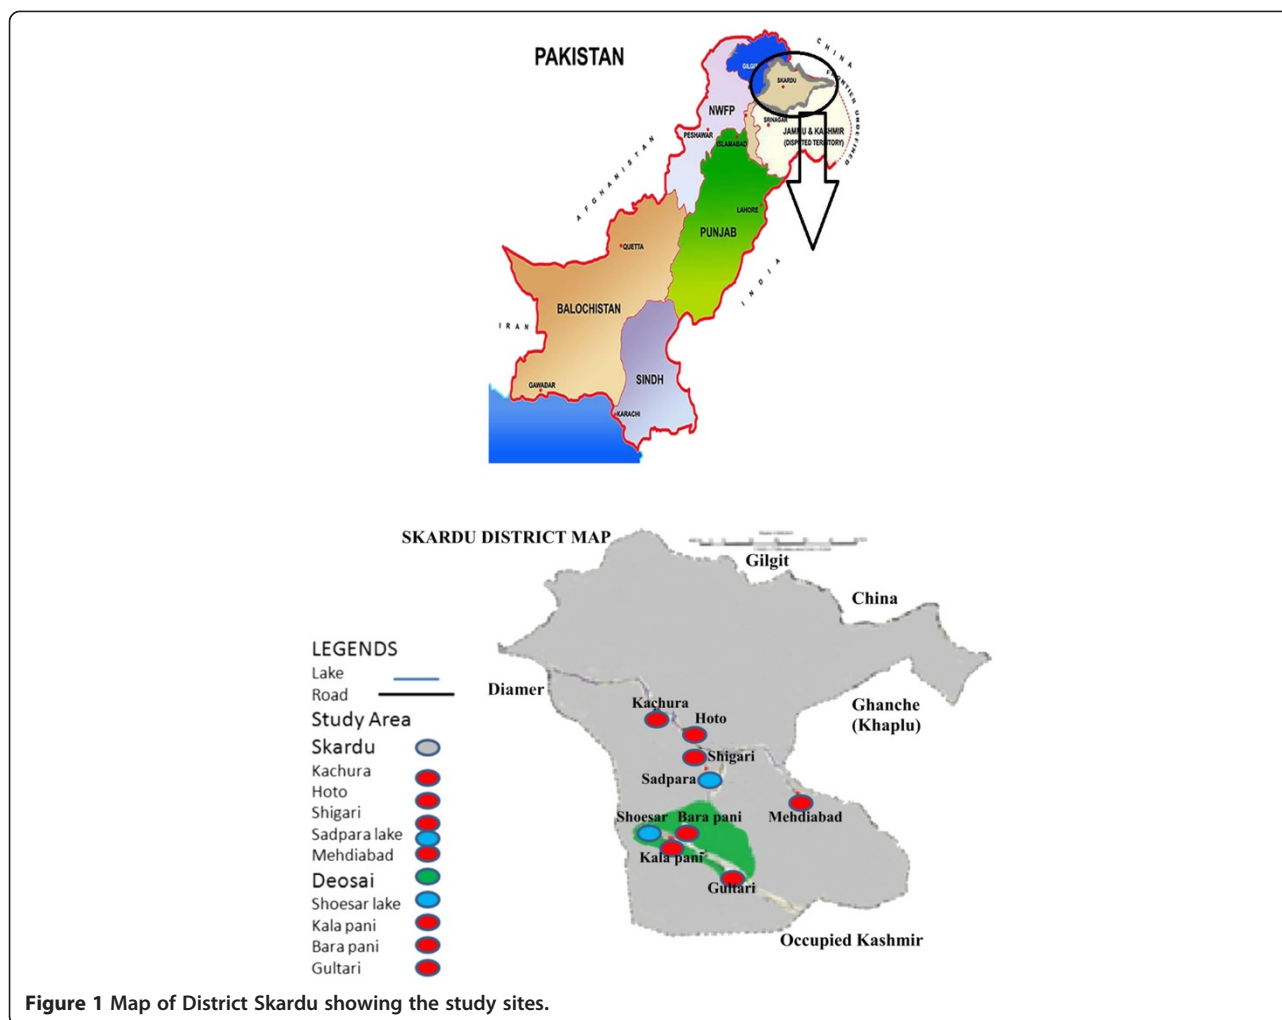 PAKISTAN
CHINA
FRONTIER UNDEFINED
GILGIT
SKARDU
NWFP
SRINAGAR
PESHAWAR
JAMMU & KASHMIR
ISLAMABAD
(DISPUTED TERRITORY)
AFGHANISTAN
LAHORE
PUNJAB
QUETTA
INDIA
BALOCHISTAN
IRAN
SINDH
GAWADAR
KARACHI
SKARDU DISTRICT MAP
Gilgit
China
LEGENDS
Lake
Road
Study Area
Skardu
Kachura
Hoto
Shigari
Sadpara lake
Mehdiabad
Deosai
Shoesar lake
Kala pani
Bara pani
Gultari
Diamer
Ghanche
(Khaplu)
Kachura
Hoto
Shigari
Sadpara
Mehdiabad
Shoesar
Bara pani
Kala pani
Gultari
Occupied Kashmir
Figure 1 Map of District Skardu showing the study sites.